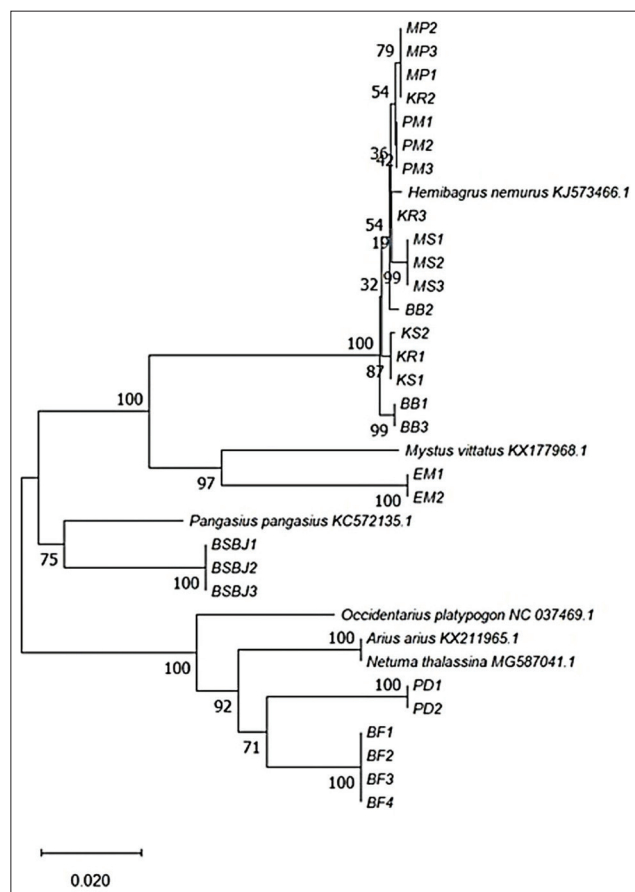 MP2
79
MP3
MP1
54
KR2
PM1
PM2
36
42
PM3
Hemibagrus nemurus KJ573466.1
KR3
54
MS1
19
MS2
99
MS3
32
BB2
KS2
100
KR1
87
KS1
BB1
100
99
BB3
Mystus vittatus KX177968.1
EM1
97
100
EM2
Pangasius pangasius KC572135.1
BSBJ1
75
BSBJ2
100
BSBJ3
Occidentarius platypogon NC 037469.1
100
Arius arius KX211965.1
100
Netuma thalassina MG587041.1
100
PD1
92
PD2
BF1
71
BF2
BF3
100
BF4
0.020